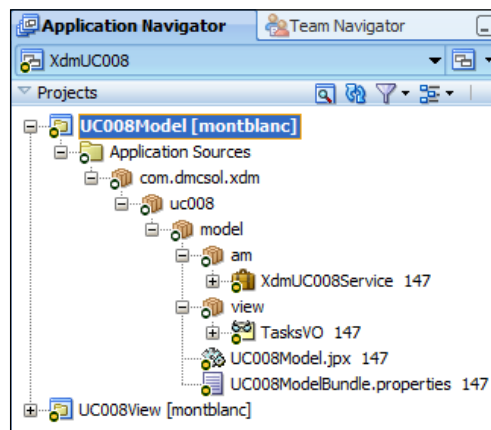 Application Navigator Team Navigator
XdmUC008
Projects
UC008Model [montblanc]
Application Sources
com.dmcsol.xdm
uc008
model
am
XdmUC008Service 147
view
TasksVO 147
UC008Model.jpx 147
UC008ModelBundle.properties 147
UC008View [montblanc]